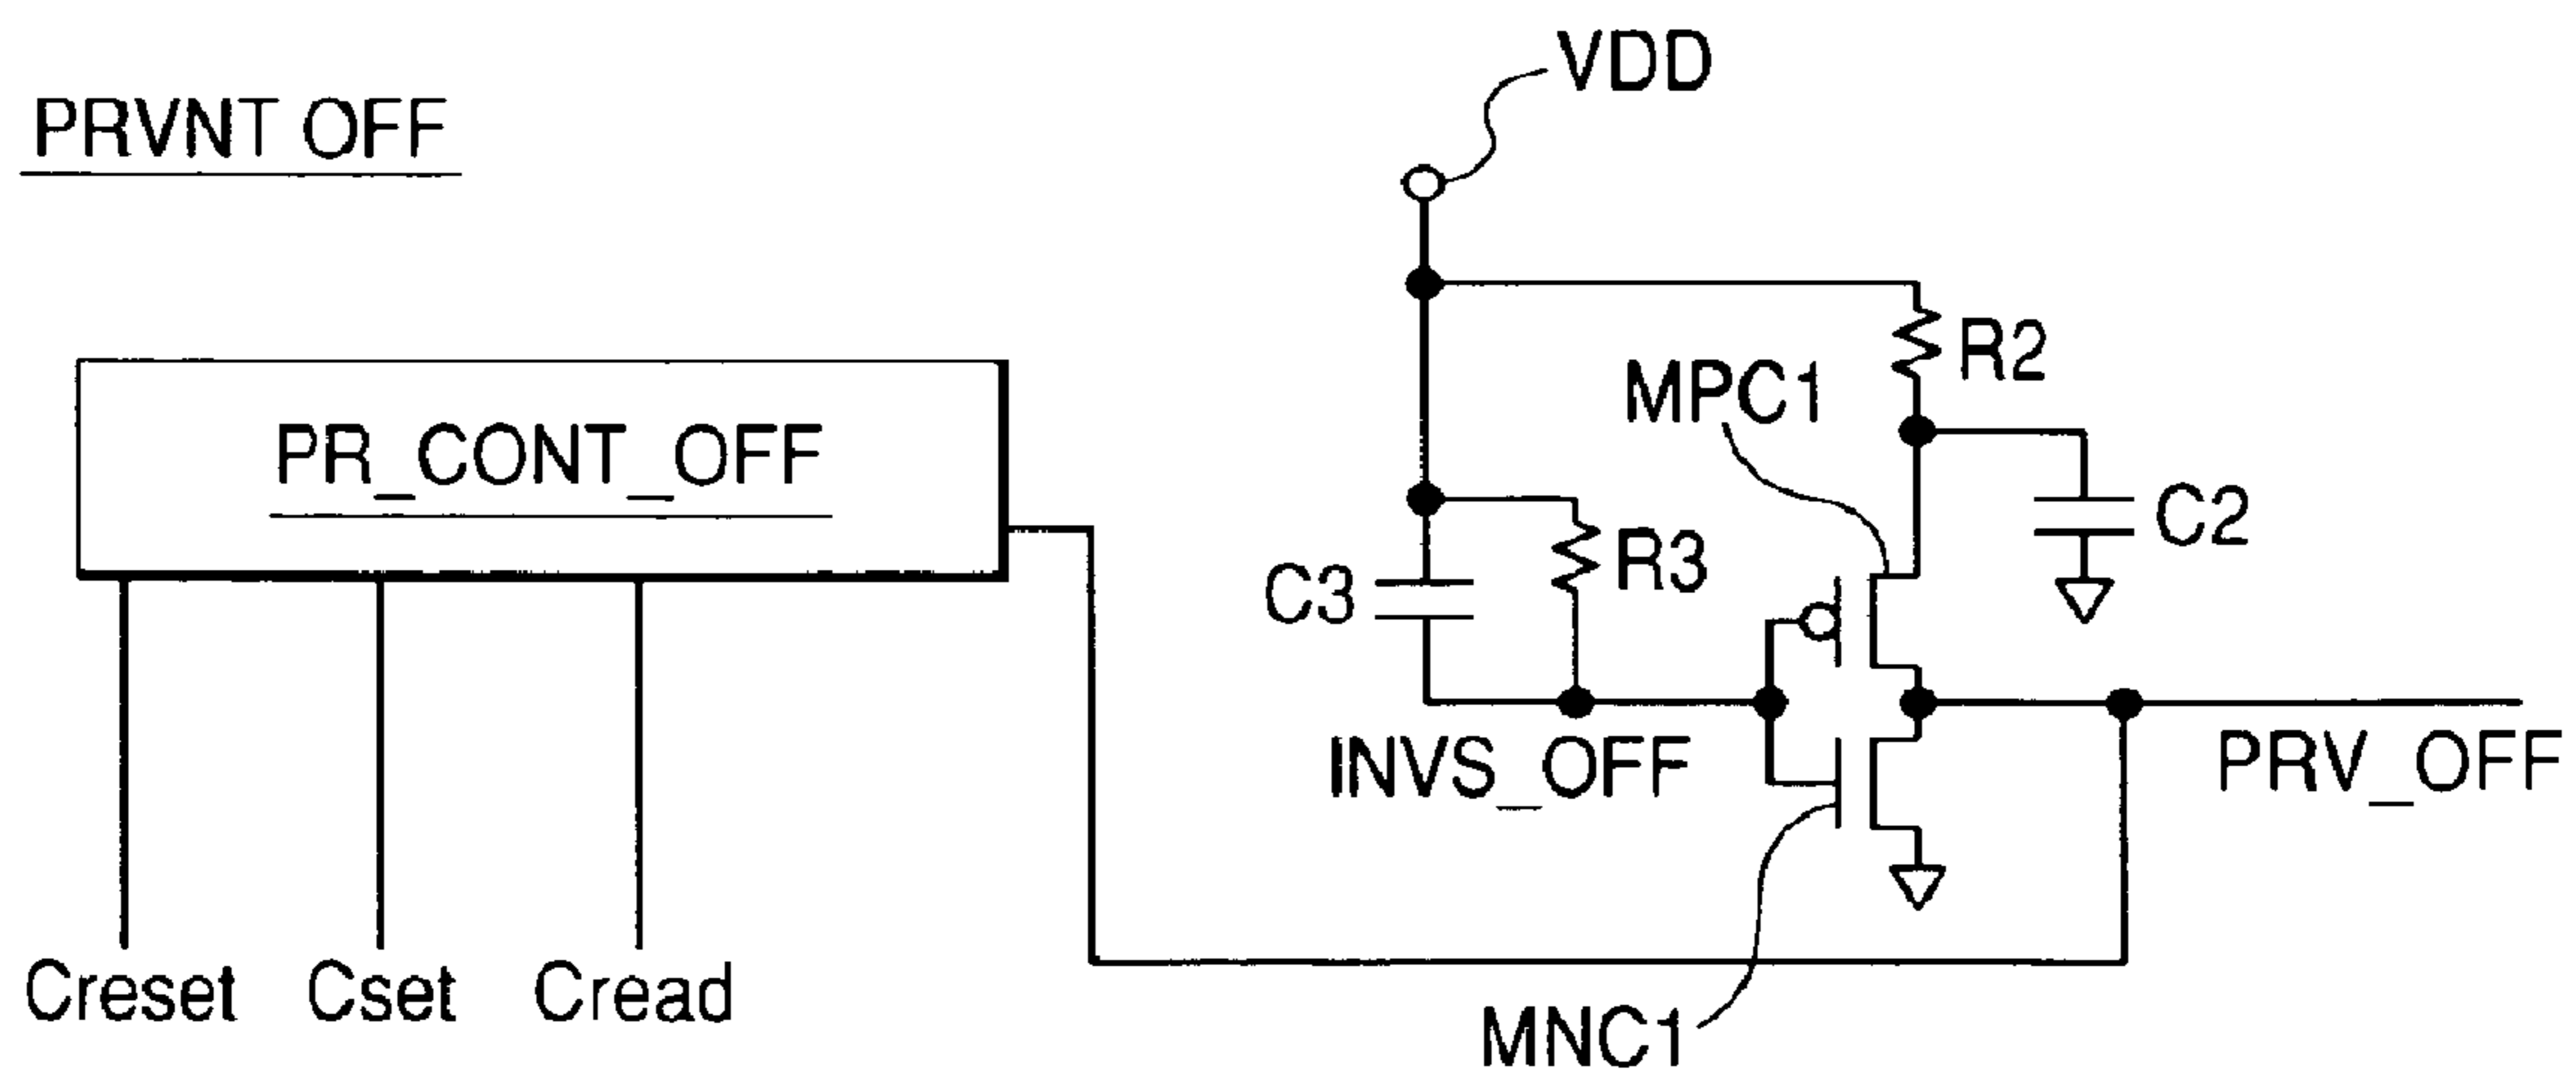 VDD
PRVNT OFF
R2
MPC1
PR_CONT_OFF
C2
R3
C3
INVS_OFF
PRV_OFF
Creset Cset Cread
MNC1